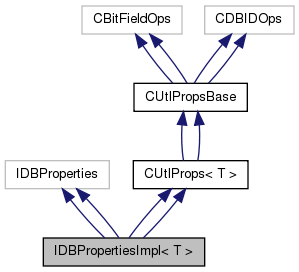 CBitFieldOps
CDBIDOps
CUtlPropsBase
IDBProperties
CUtlProps< T >
IDBPropertiesImpl< T >